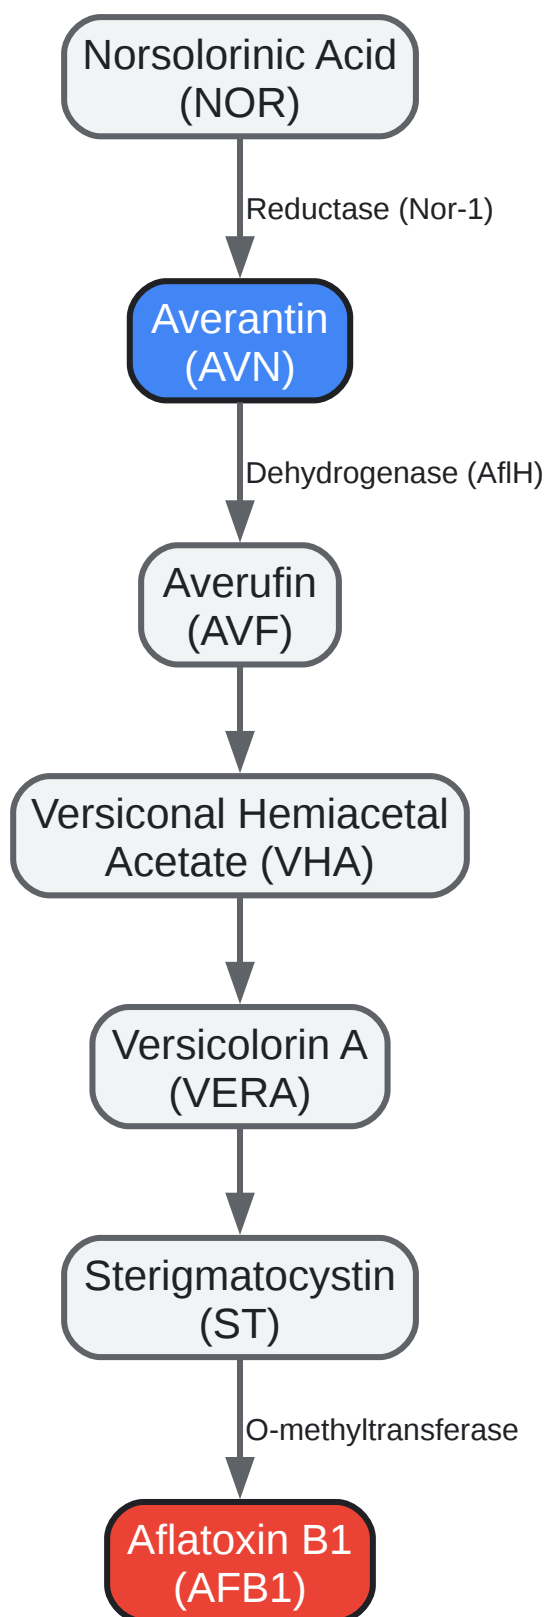 Norsolorinic Acid
(NOR)
Reductase (Nor-1)
Averantin
(AVN)
Dehydrogenase (AflH)
Averufin
(AVF)
Versiconal Hemiacetal
Acetate (VHA)
Versicolorin A
(VERA)
Sterigmatocystin
(ST)
O-methyltransferase
Aflatoxin B1
(AFB1)